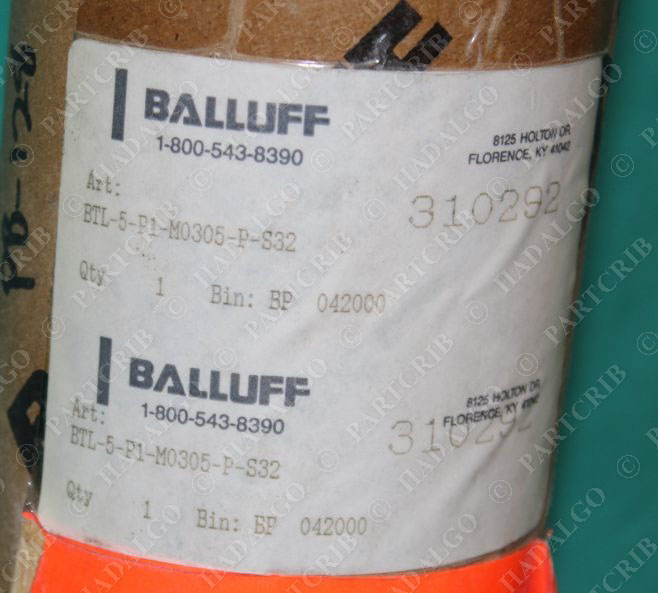 BALLUFF
1-800-543-8390
8125 HOLTON DR.
FLORENCE, KY 41042
Art:
310292
BTL-5-P1-M0305-P-S32
Qty
1 Bin: BP 042000
BALLUFF
1-800-543-8390
8125 HOLTON DR.
FLORENCE, KY 41042
Art:
310292
BTL-5-P1-M0305-P-S32
Qty
1 Bin: BP 042000
© PARTCRIB
© HADALGO